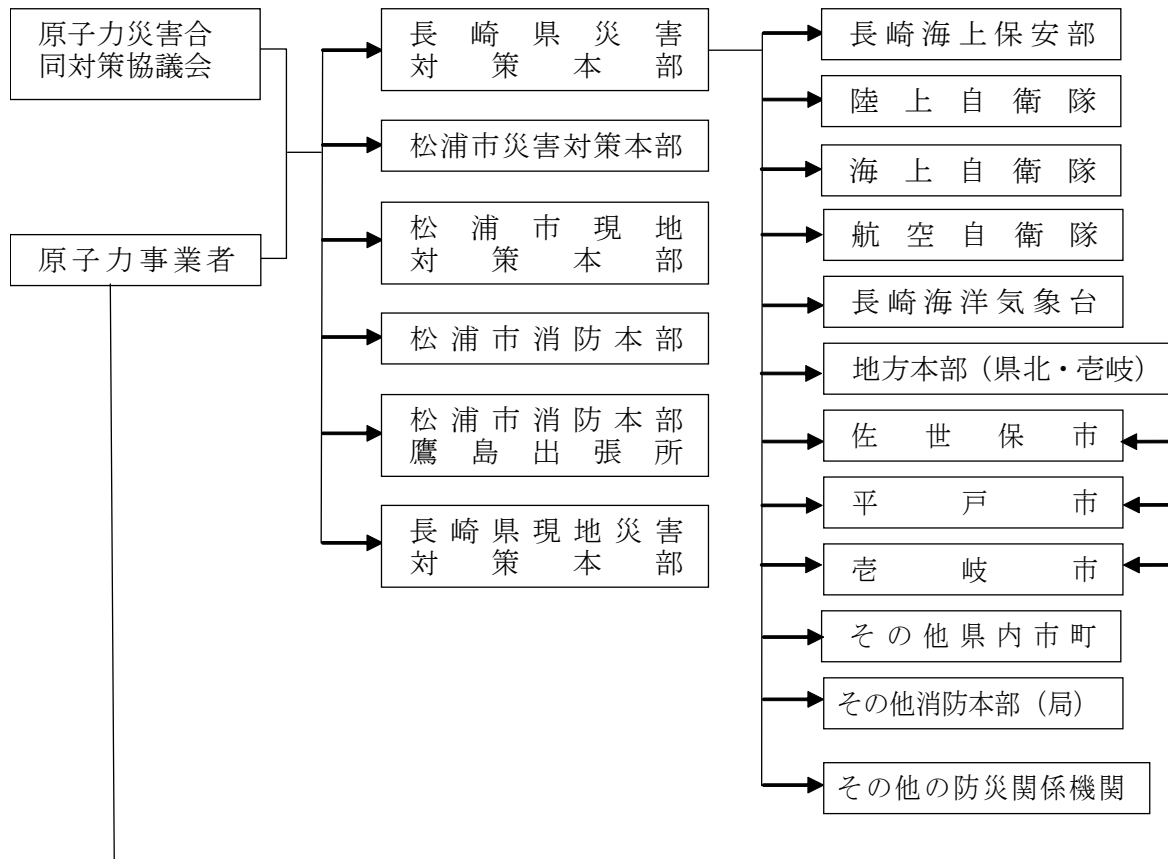 原子力災害合
同対策協議会
原子力事業者
長崎県災害
対策本部
松浦市災害対策本部
松浦市現地
対策本部
松浦市消防本部
松浦市消防本部
鷹島出張所
長崎県現地災害
対策本部
長崎海上保安部
陸上自衛隊
海上自衛隊
航空自衛隊
長崎海洋気象台
地方本部（県北・壱岐）
佐世保市
平戸市
壱岐市
その他県内市町
その他消防本部（局）
その他の防災関係機関